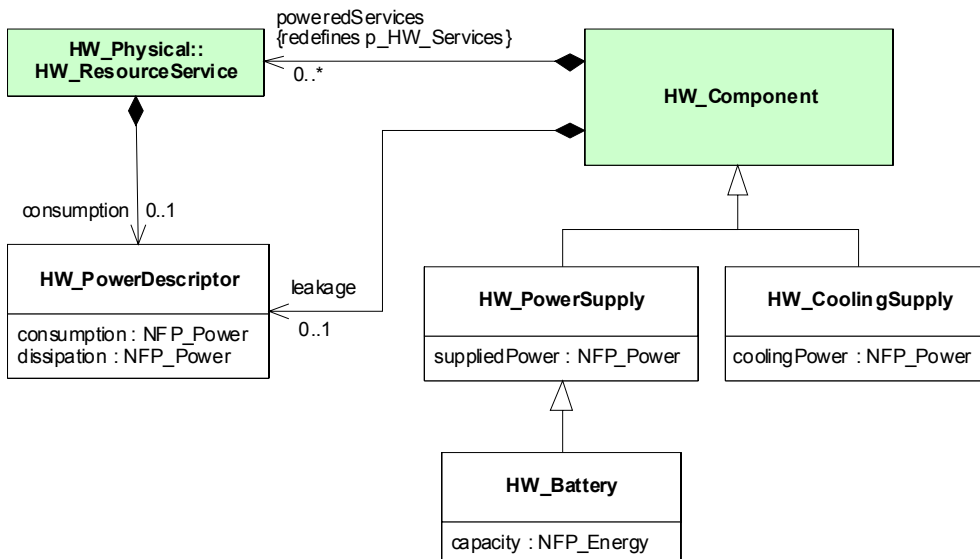 poweredServices
{redefines p_HW_Services}
0..*
HW_Physical::
HW_ResourceService
HW_Component
consumption
0..1
HW_PowerDescriptor
consumption : NFP_Power
dissipation : NFP_Power
leakage
0..1
HW_PowerSupply
suppliedPower : NFP_Power
HW_CoolingSupply
coolingPower : NFP_Power
HW_Battery
capacity : NFP_Energy